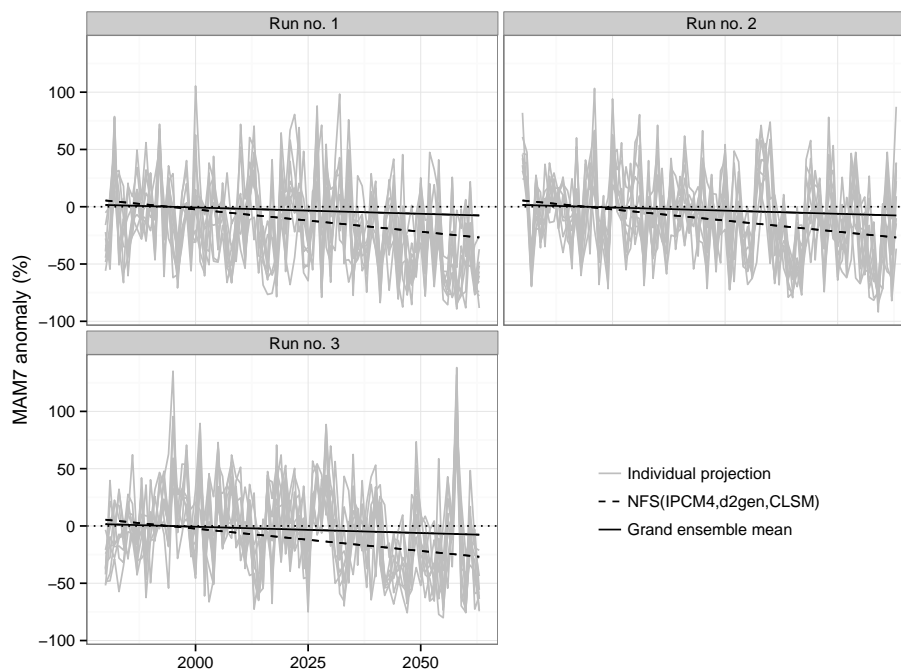 Run no. 1
Run no. 2
100
50
0
−50
−100
Run no. 3
100
50
0
−50
−100
2000
2025
2050
MAM7 anomaly (%)
Individual projection
NFS(IPCM4,d2gen,CLSM)
Grand ensemble mean